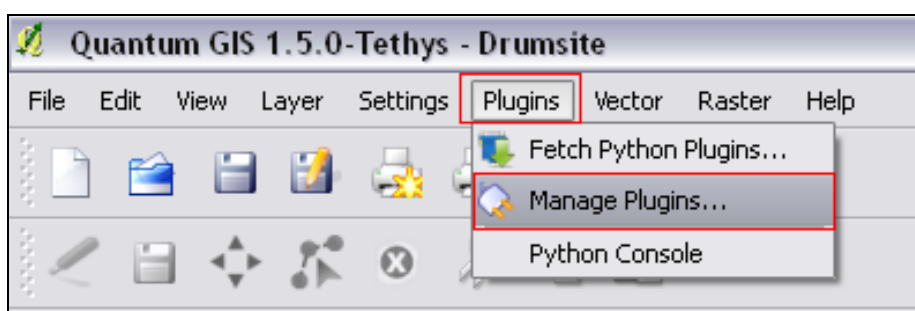 Quantum GIS 1.5.0-Tethys - Drumsite
File Edit View Layer Settings Plugins Vector Raster Help
Fetch Python Plugins...
Manage Plugins...
Python Console